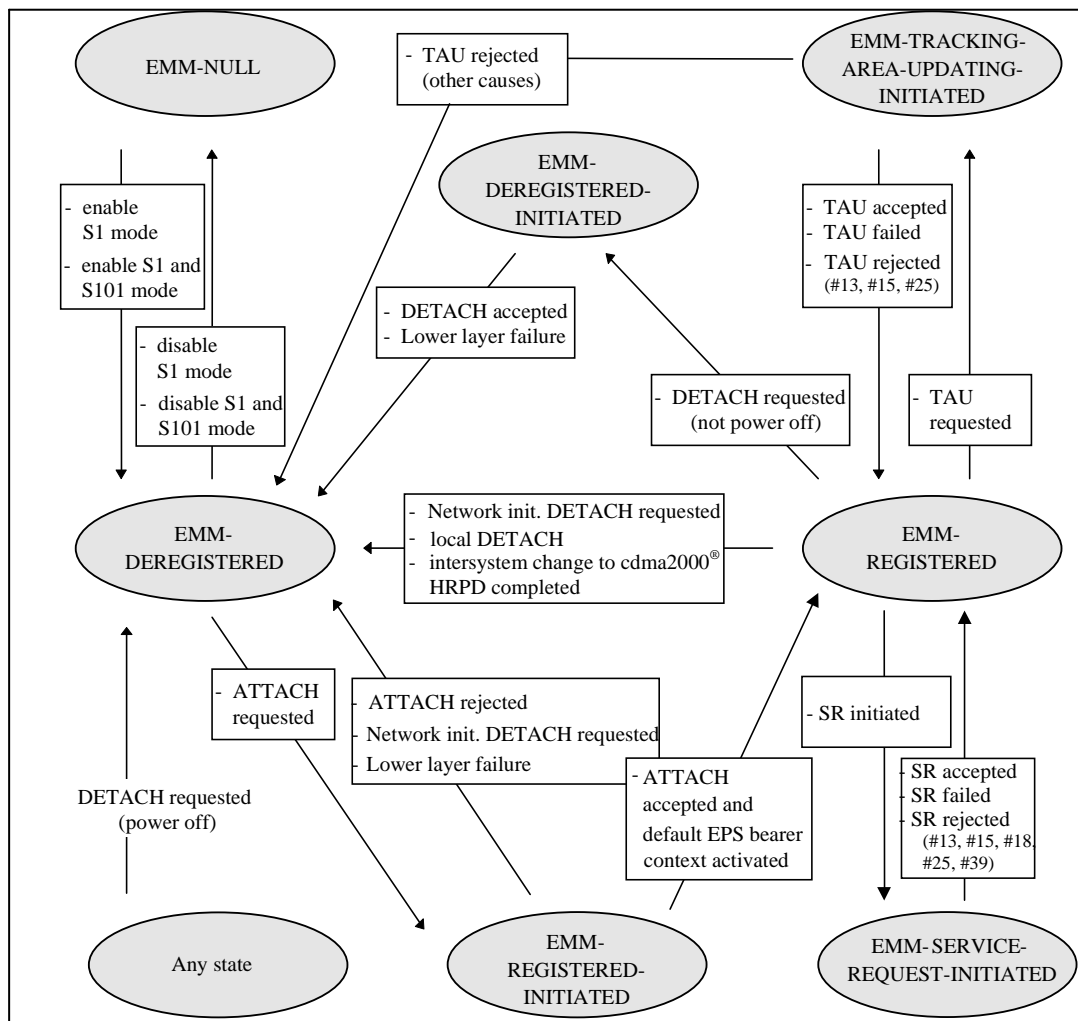 EMM-NULL
- TAU rejected
(other causes)
EMM-TRACKING-
AREA-UPDATING-
INITIATED
EMM-
DEREGISTERED-
INITIATED
- enable
S1 mode
- enable S1 and
S101 mode
- TAU accepted
- TAU failed
- TAU rejected
(#13, #15, #25)
- DETACH accepted
- Lower layer failure
- disable
S1 mode
- disable S1 and
S101 mode
- DETACH requested
(not power off)
- TAU
requested
EMM-
DEREGISTERED
- Network init. DETACH requested
- local DETACH
- intersystem change to cdma2000®
HRPD completed
EMM-
REGISTERED
- ATTACH
requested
- ATTACH rejected
- Network init. DETACH requested
- Lower layer failure
- SR initiated
DETACH requested
(power off)
- ATTACH
accepted and
default EPS bearer
context activated
- SR accepted
- SR failed
- SR rejected
(#13, #15, #18,
#25, #39)
Any state
EMM-
REGISTERED-
INITIATED
EMM-SERVICE-
REQUEST-INITIATED